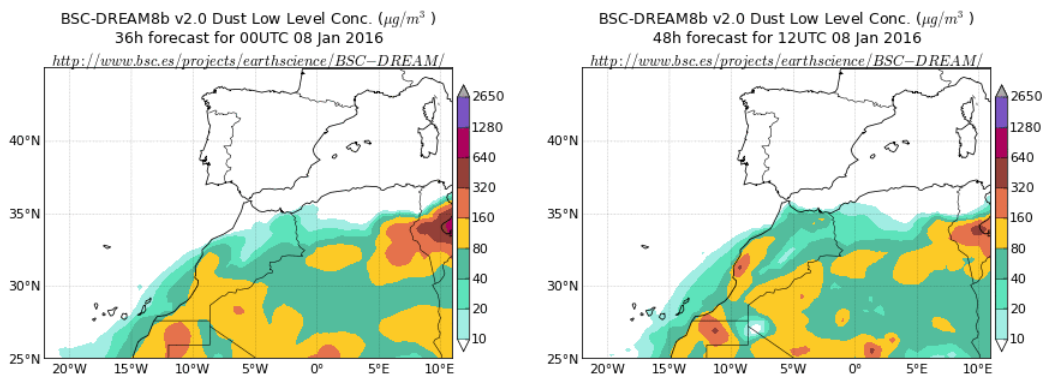 BSC-DREAM8b v2.0 Dust Low Level Conc. (μg/m³ )
36h forecast for 00UTC 08 Jan 2016
http://www.bsc.es/projects/earthscience/BSC−DREAM/
40°N
35°N
30°N
25°N
20°W 15°W 10°W 5°W 0°E 5°E 10°E
2650
1280
640
320
160
80
40
20
10
BSC-DREAM8b v2.0 Dust Low Level Conc. (μg/m³ )
48h forecast for 12UTC 08 Jan 2016
http://www.bsc.es/projects/earthscience/BSC−DREAM/
40°N
35°N
30°N
25°N
20°W 15°W 10°W 5°W 0°E 5°E 10°E
2650
1280
640
320
160
80
40
20
10